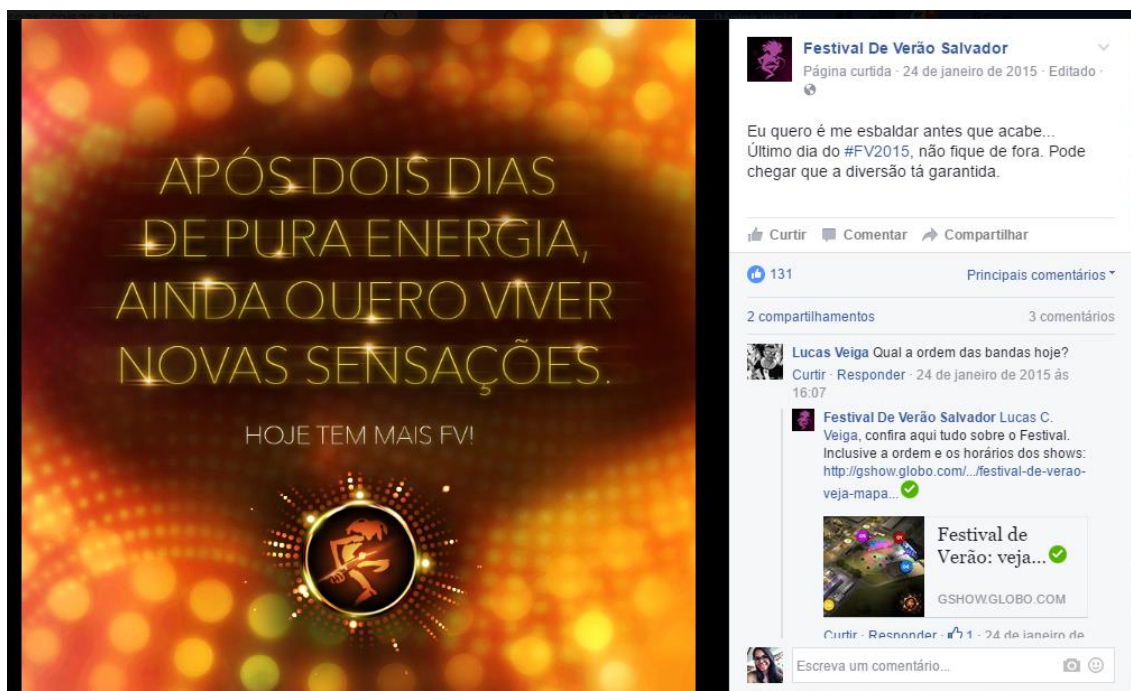 APÓS DOIS DIAS
DE PURA ENERGIA,
AINDA QUERO VIVER
NOVAS SENSAÇÕES.
HOJE TEM MAIS FV!
Festival De Verão Salvador
Página curtida · 24 de janeiro de 2015 · Editado ·
Eu quero é me esbaldar antes que acabe...
Último dia do #FV2015, não fique de fora. Pode
chegar que a diversão tá garantida.
Curtir Comentar Compartilhar
131 Principais comentários
2 compartilhamentos 3 comentários
Lucas Veiga Qual a ordem das bandas hoje?
Curtir · Responder · 24 de janeiro de 2015 às
16:07
Festival De Verão Salvador Lucas C.
Veiga, confira aqui tudo sobre o Festival.
Inclusive a ordem e os horários dos shows:
http://gshow.globo.com/.../festival-de-verao-
veja-mapa...
Festival de
Verão: veja...
GSHOW.GLOBO.COM
Curtir · Responder · 1 · 24 de janeiro de
Escreva um comentário...